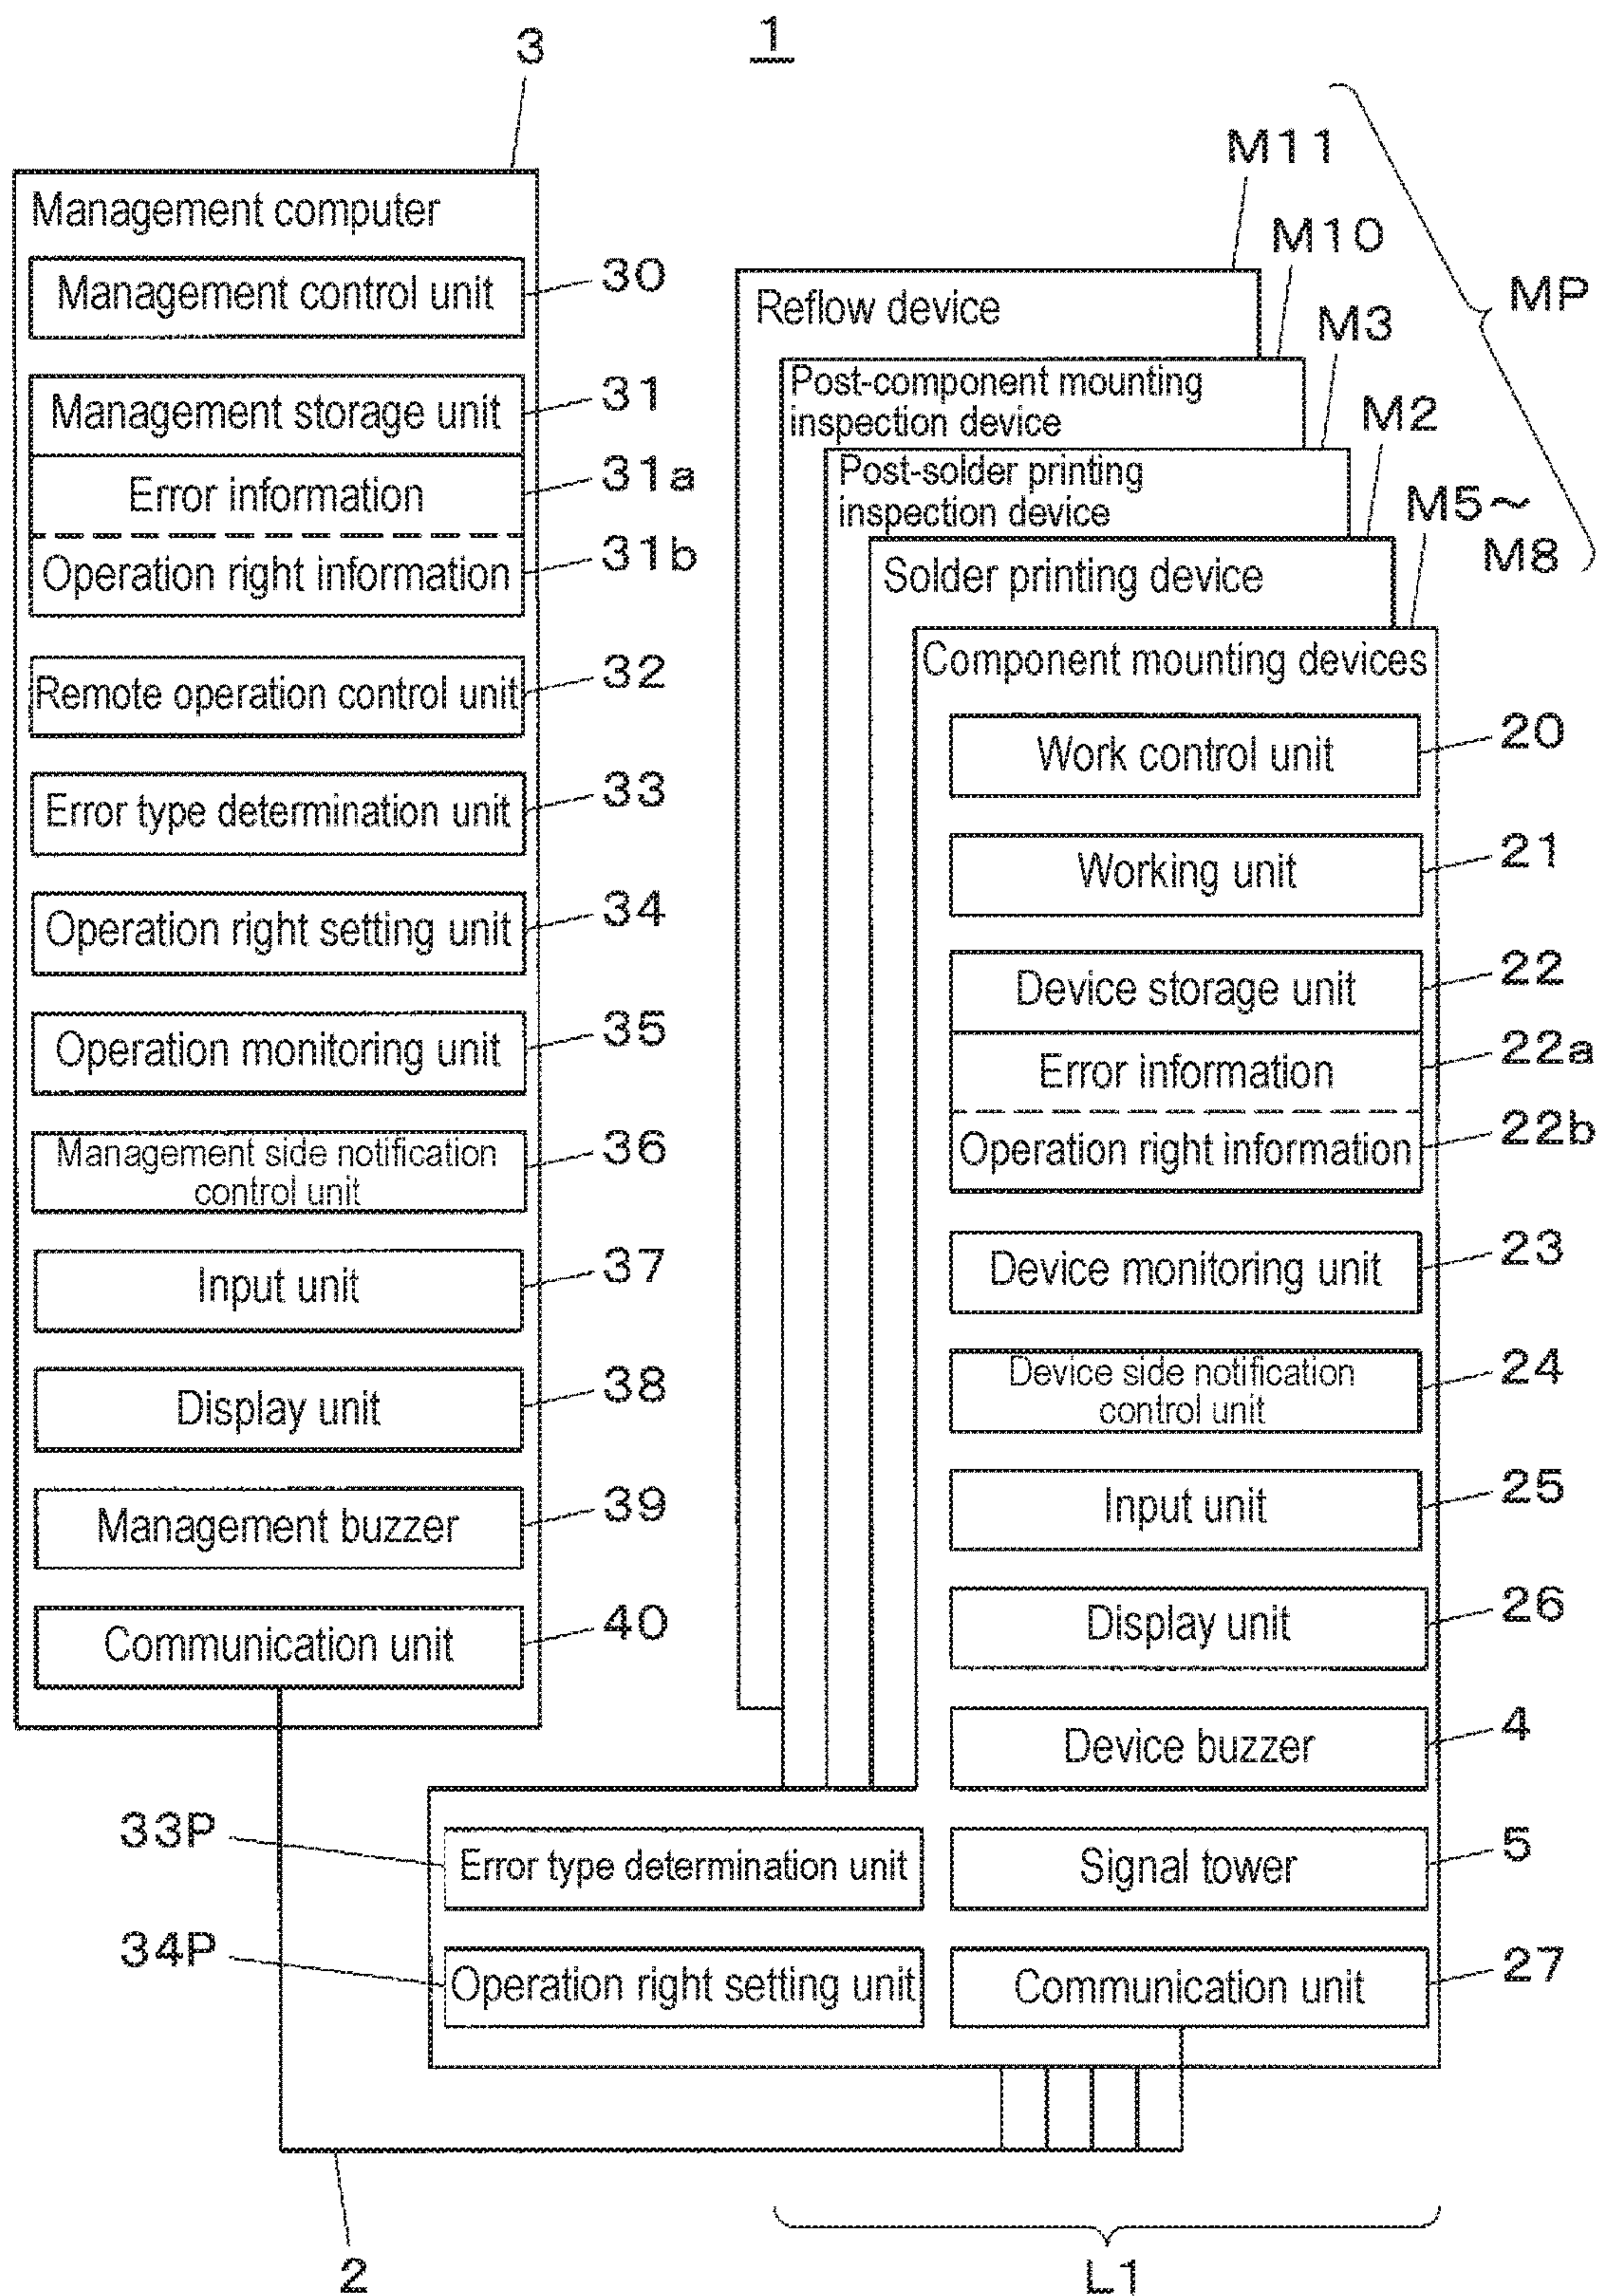 1
3
Management computer
Management control unit
30
Management storage unit
31
Error information
31a
Operation right information
31b
Remote operation control unit
32
Error type determination unit
33
Operation right setting unit
34
Operation monitoring unit
35
Management side notification
control unit
36
Input unit
37
Display unit
38
Management buzzer
39
Communication unit
40
M11
M10
M3
M2
M5~
M8
MP
Reflow device
Post-component mounting
inspection device
Post-solder printing
inspection device
Solder printing device
Component mounting devices
Work control unit
20
Working unit
21
Device storage unit
22
Error information
22a
Operation right information
22b
Device monitoring unit
23
Device side notification
control unit
24
Input unit
25
Display unit
26
Device buzzer
4
33P
Error type determination unit
Signal tower
5
34P
Operation right setting unit
Communication unit
27
2
L1